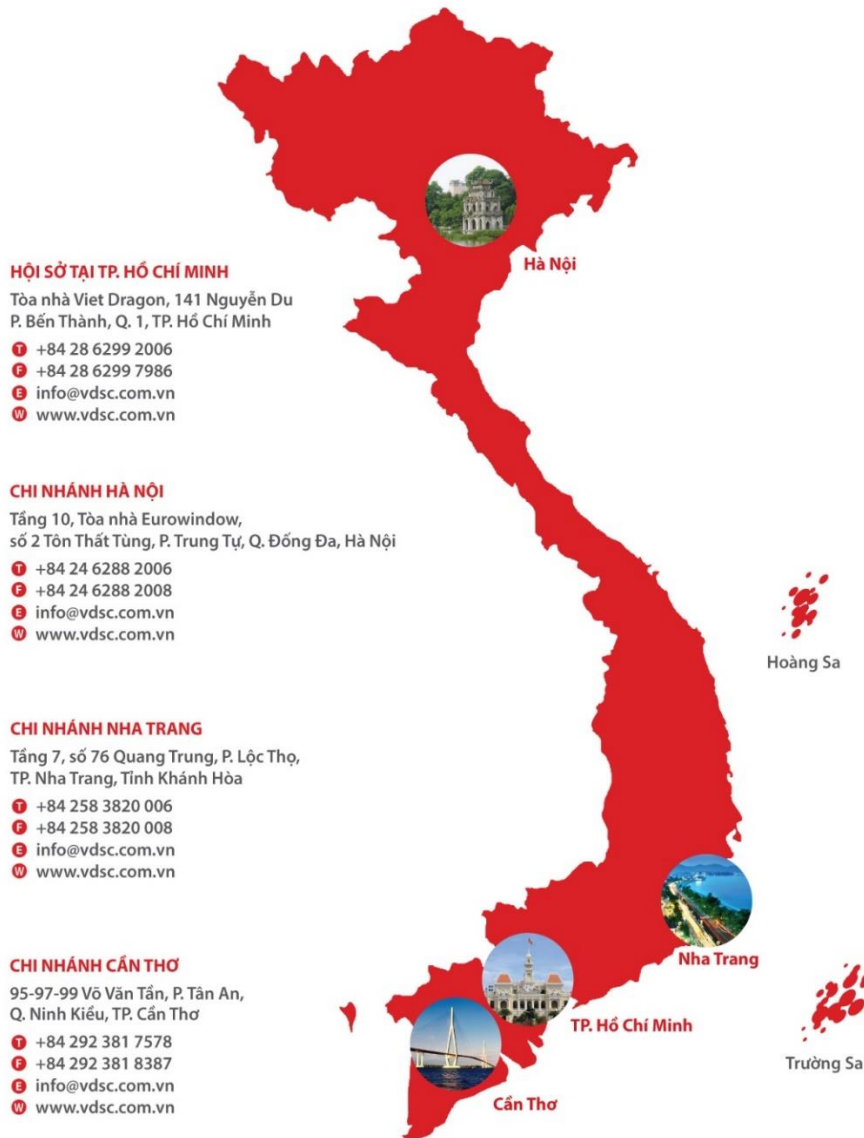 Hà Nội
HỘI SỞ TẠI TP. HỒ CHÍ MINH
Tòa nhà Viet Dragon, 141 Nguyễn Du
P. Bến Thành, Q. 1, TP. Hồ Chí Minh
T +84 28 6299 2006
F +84 28 6299 7986
E info@vdsc.com.vn
W www.vdsc.com.vn
CHI NHÁNH HÀ NỘI
Tầng 10, Tòa nhà Eurowindow,
số 2 Tôn Thất Tùng, P. Trung Tự, Q. Đống Đa, Hà Nội
T +84 24 6288 2006
F +84 24 6288 2008
E info@vdsc.com.vn
W www.vdsc.com.vn
Hoàng Sa
CHI NHÁNH NHA TRANG
Tầng 7, số 76 Quang Trung, P. Lộc Thọ,
TP. Nha Trang, Tỉnh Khánh Hòa
T +84 258 3820 006
F +84 258 3820 008
E info@vdsc.com.vn
W www.vdsc.com.vn
Nha Trang
CHI NHÁNH CẦN THƠ
95-97-99 Võ Văn Tần, P. Tân An,
Q. Ninh Kiều, TP. Cần Thơ
T +84 292 381 7578
F +84 292 381 8387
E info@vdsc.com.vn
W www.vdsc.com.vn
TP. Hồ Chí Minh
Trường Sa
Cần Thơ